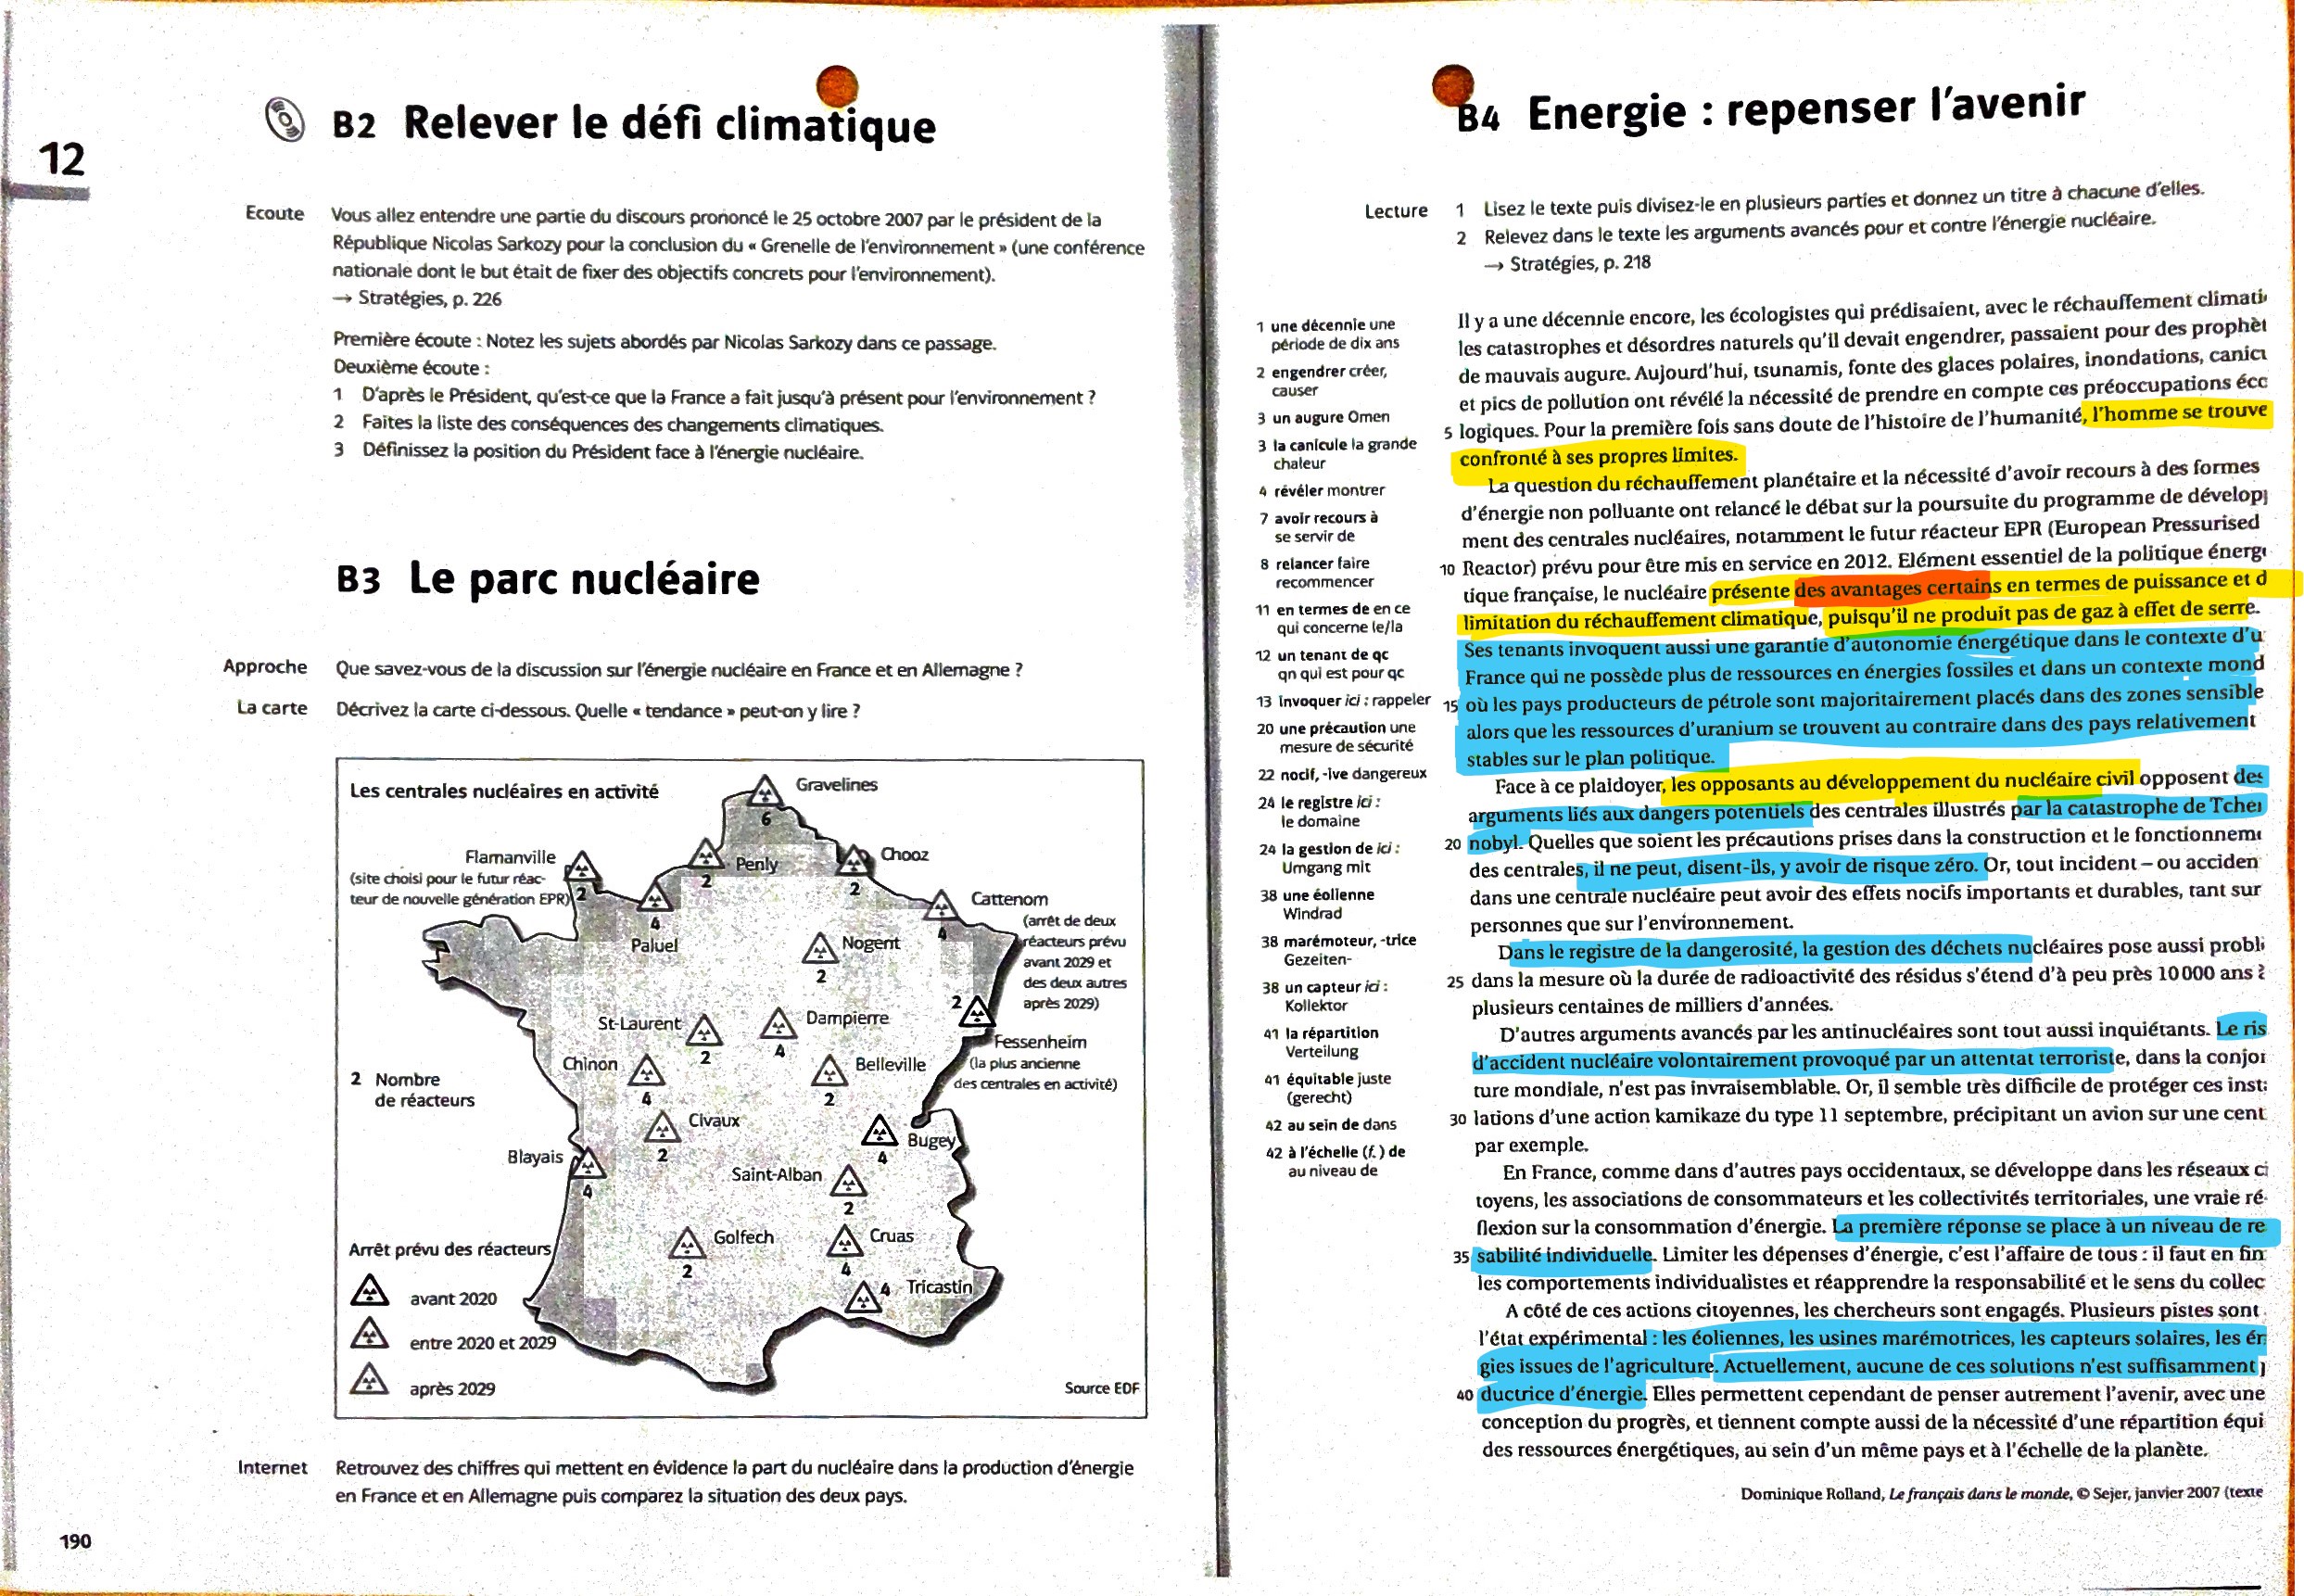 12
B2 Relever le défi climatique
Ecoute
Vous allez entendre une partie du discours prononcé le 25 octobre 2007 par le président de la
République Nicolas Sarkozy pour la conclusion du « Grenelle de l'environnement » (une conférence
nationale dont le but était de fixer des objectifs concrets pour l'environnement).
→ Stratégies, p. 226
Première écoute : Notez les sujets abordés par Nicolas Sarkozy dans ce passage.
Deuxième écoute :
1 D'après le Président, qu'est-ce que la France a fait jusqu'à présent pour l'environnement ?
2 Faites la liste des conséquences des changements climatiques.
3 Définissez la position du Président face à l'énergie nucléaire.
B3 Le parc nucléaire
Approche
Que savez-vous de la discussion sur l'énergie nucléaire en France et en Allemagne ?
La carte
Décrivez la carte ci-dessous. Quelle « tendance » peut-on y lire ?
Les centrales nucléaires en activité
Gravelines
6
Flamanville
(site choisi pour le futur réac-
teur de nouvelle génération EPR)
2
Penly
2
Chooz
2
Paluel
4
Cattenom
4
(arrêt de deux
réacteurs prévu
avant 2029 et
des deux autres
après 2029)
Nogent
2
St-Laurent
2
Dampierre
4
2
Fessenheim
(la plus ancienne
des centrales en activité)
Chinon
4
Belleville
2
2 Nombre
de réacteurs
Civaux
2
Bugey
4
Blayais
4
Saint-Alban
2
Golfech
2
Cruas
4
Tricastin
4
Arrêt prévu des réacteurs
avant 2020
entre 2020 et 2029
après 2029
Source EDF
Internet
Retrouvez des chiffres qui mettent en évidence la part du nucléaire dans la production d'énergie
en France et en Allemagne puis comparez la situation des deux pays.
190
B4 Energie : repenser l'avenir
Lecture
1 Lisez le texte puis divisez-le en plusieurs parties et donnez un titre à chacune d'elles.
2 Relevez dans le texte les arguments avancés pour et contre l'énergie nucléaire.
→ Stratégies, p. 218
1 une décennie une
période de dix ans
2 engendrer créer,
causer
3 un augure Omen
3 la canicule la grande
chaleur
4 révéler montrer
7 avoir recours à
se servir de
8 relancer faire
recommencer
11 en termes de en ce
qui concerne le/la
12 un tenant de qc
qn qui est pour qc
13 invoquer ici : rappeler
20 une précaution une
mesure de sécurité
22 nocif, -ive dangereux
24 le registre ici :
le domaine
24 la gestion de ici :
Umgang mit
38 une éolienne
Windrad
38 marémoteur, -trice
Gezeiten-
38 un capteur ici :
Kollektor
41 la répartition
Verteilung
41 équitable juste
(gerecht)
42 au sein de dans
42 à l'échelle (f.) de
au niveau de
Il y a une décennie encore, les écologistes qui prédisaient, avec le réchauffement climati
les catastrophes et désordres naturels qu'il devait engendrer, passaient pour des prophèt
de mauvais augure. Aujourd'hui, tsunamis, fonte des glaces polaires, inondations, canicu
et pics de pollution ont révélé la nécessité de prendre en compte ces préoccupations éco
5 logiques. Pour la première fois sans doute de l'histoire de l'humanité, l'homme se trouve
confronté à ses propres limites.
La question du réchauffement planétaire et la nécessité d'avoir recours à des formes
d'énergie non polluante ont relancé le débat sur la poursuite du programme de dévelop
ment des centrales nucléaires, notamment le futur réacteur EPR (European Pressurised
10 Reactor) prévu pour être mis en service en 2012. Elément essentiel de la politique énerg
tique française, le nucléaire présente des avantages certains en termes de puissance et d
limitation du réchauffement climatique, puisqu'il ne produit pas de gaz à effet de serre.
Ses tenants invoquent aussi une garantie d'autonomie énergétique dans le contexte d'u
France qui ne possède plus de ressources en énergies fossiles et dans un contexte mond
15 où les pays producteurs de pétrole sont majoritairement placés dans des zones sensible
alors que les ressources d'uranium se trouvent au contraire dans des pays relativement
stables sur le plan politique.
Face à ce plaidoyer, les opposants au développement du nucléaire civil opposent des
arguments liés aux dangers potentiels des centrales illustrés par la catastrophe de Tcher
20 nobyl. Quelles que soient les précautions prises dans la construction et le fonctionnem
des centrales, il ne peut, disent-ils, y avoir de risque zéro. Or, tout incident – ou acciden
dans une centrale nucléaire peut avoir des effets nocifs importants et durables, tant sur
personnes que sur l'environnement.
Dans le registre de la dangerosité, la gestion des déchets nucléaires pose aussi probl
25 dans la mesure où la durée de radioactivité des résidus s'étend d'à peu près 10 000 ans à
plusieurs centaines de milliers d'années.
D'autres arguments avancés par les antinucléaires sont tout aussi inquiétants. Le ris
d'accident nucléaire volontairement provoqué par un attentat terroriste, dans la conjon
ture mondiale, n'est pas invraisemblable. Or, il semble très difficile de protéger ces inst
30 lations d'une action kamikaze du type 11 septembre, précipitant un avion sur une cent
par exemple.
En France, comme dans d'autres pays occidentaux, se développe dans les réseaux ci
toyens, les associations de consommateurs et les collectivités territoriales, une vraie ré-
flexion sur la consommation d'énergie. La première réponse se place à un niveau de re
35 sabilité individuelle. Limiter les dépenses d'énergie, c'est l'affaire de tous : il faut en fin
les comportements individualistes et réapprendre la responsabilité et le sens du collec
A côté de ces actions citoyennes, les chercheurs sont engagés. Plusieurs pistes sont
l'état expérimental : les éoliennes, les usines marémotrices, les capteurs solaires, les én
gies issues de l'agriculture. Actuellement, aucune de ces solutions n'est suffisamment
40 ductrice d'énergie. Elles permettent cependant de penser autrement l'avenir, avec une
conception du progrès, et tiennent compte aussi de la nécessité d'une répartition équi
des ressources énergétiques, au sein d'un même pays et à l'échelle de la planète.
Dominique Rolland, Le français dans le monde, © Sejer, janvier 2007 (texte